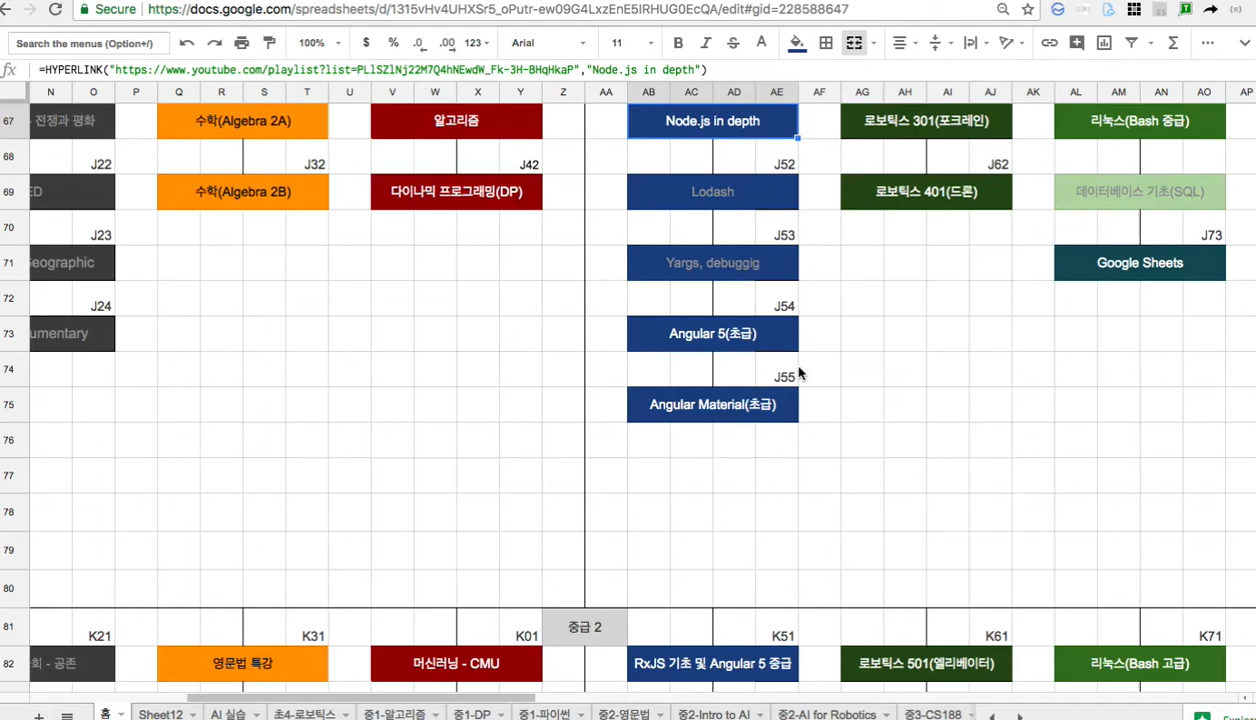 Secure https://docs.google.com/spreadsheets/d/1315vHv4UHXSr5_oPutr-ew09G4LxzEnE5IRHUG0EcQA/edit#gid=228588647
Search the menus (Option+/) 100% $ % .0 .00 123 Arial 11 B I S A
fx =HYPERLINK("https://www.youtube.com/playlist?list=PLlSZlNj22M7Q4hNEwdW_Fk-3H-BHqHkaP","Node.js in depth")
N O P Q R S T U V W X Y Z AA AB AC AD AE AF AG AH AI AJ AK AL AM AN AO AP
67 전쟁과 평화 수학(Algebra 2A) 알고리즘 Node.js in depth 로보틱스 301(포크레인) 리눅스(Bash 중급)
68 J22 J32 J42 J52 J62
69 ED 수학(Algebra 2B) 다이나믹 프로그래밍(DP) Lodash 로보틱스 401(드론) 데이터베이스 기초(SQL)
70 J23 J53 J73
71 Geographic Yargs, debuggig Google Sheets
72 J24 J54
73 umentary Angular 5(초급)
74 J55
75 Angular Material(초급)
76
77
78
79
80
81 K21 K31 K01 중급 2 K51 K61 K71
82 회 - 공존 영문법 특강 머신러닝 - CMU RxJS 기초 및 Angular 5 중급 로보틱스 501(엘리베이터) 리눅스(Bash 고급)
홈 Sheet12 AI 실습 초4-로보틱스 중1-알고리즘 중1-DP 중1-파이썬 중2-영문법 중2-Intro to AI 중2-AI for Robotics 중3-CS188 Explore